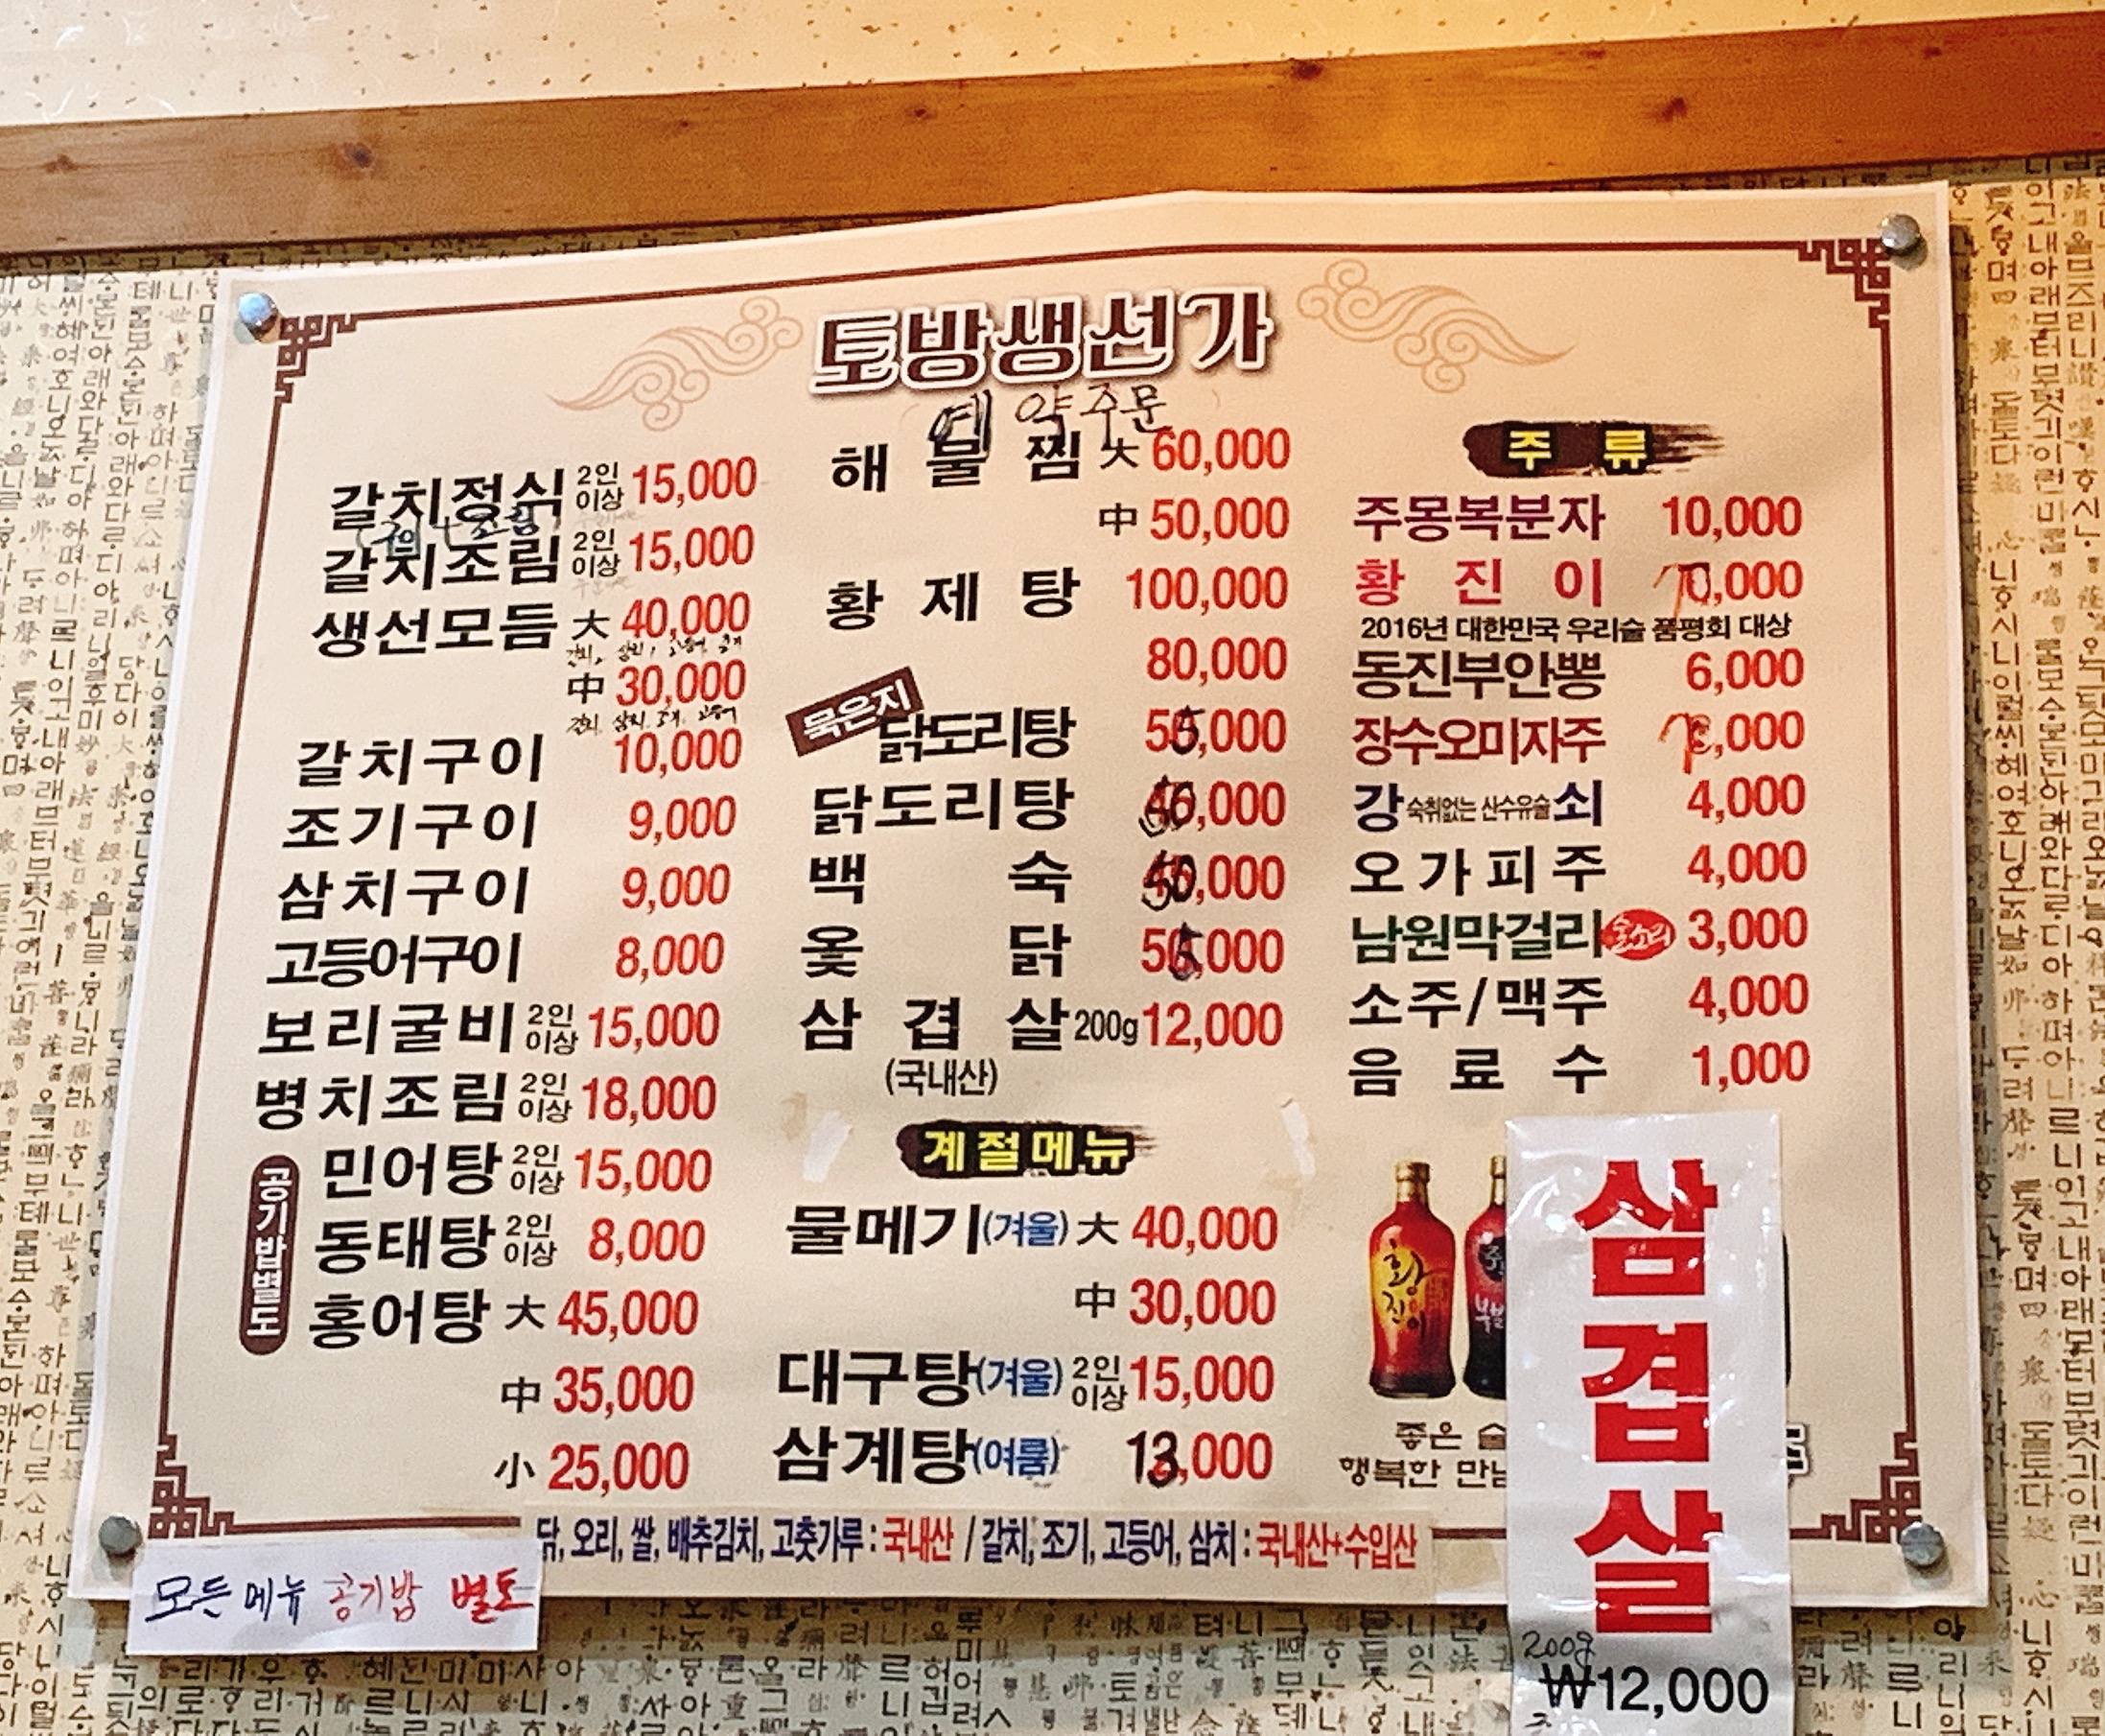 토방생선가
갈치정식 2인이상 15,000
갈치조림 2인이상 15,000
생선모듬 大 40,000
中 30,000
갈치구이 10,000
조기구이 9,000
삼치구이 9,000
고등어구이 8,000
보리굴비 2인이상 15,000
병치조림 2인이상 18,000
공기밥별도
민어탕 2인이상 15,000
동태탕 2인이상 8,000
홍어탕 大 45,000
中 35,000
小 25,000
예약주문
해물찜 大 60,000
中 50,000
황제탕 100,000
80,000
묵은지 닭도리탕 55,000
닭도리탕 50,000
백숙 50,000
옻닭 55,000
삼겹살 200g 12,000
(국내산)
계절메뉴
물메기(겨울) 大 40,000
中 30,000
대구탕(겨울) 2인이상 15,000
삼계탕(여름) 13,000
주류
주몽복분자 10,000
황진이 ,000
2016년 대한민국 우리술 품평회 대상
동진부안뽕 6,000
장수오미자주 ,000
강 숙취없는 산수유술 쇠 4,000
오가피주 4,000
남원막걸리 3,000
소주/맥주 4,000
음료수 1,000
황진이
좋은
행복한
닭, 오리, 쌀, 배추김치, 고춧가루 : 국내산 / 갈치, 조기, 고등어, 삼치 : 국내산+수입산
모든 메뉴 공기밥 별도
삼겹살
200g
₩12,000